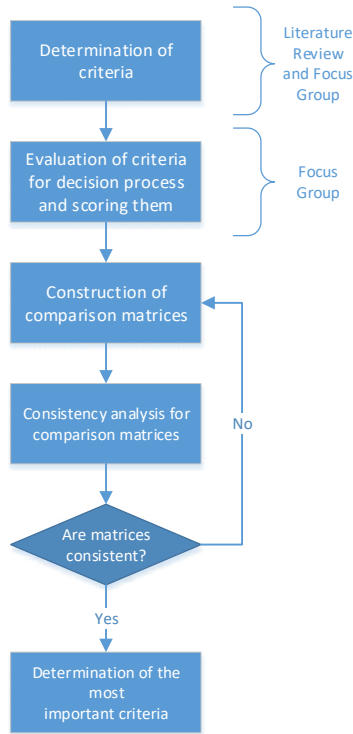 Determination of
criteria
Literature
Review
and Focus
Group
Evaluation of criteria
for decision process
and scoring them
Focus
Group
Construction of
comparison matrices
Consistency analysis for
comparison matrices
No
Are matrices
consistent?
Yes
Determination of the
most
important criteria